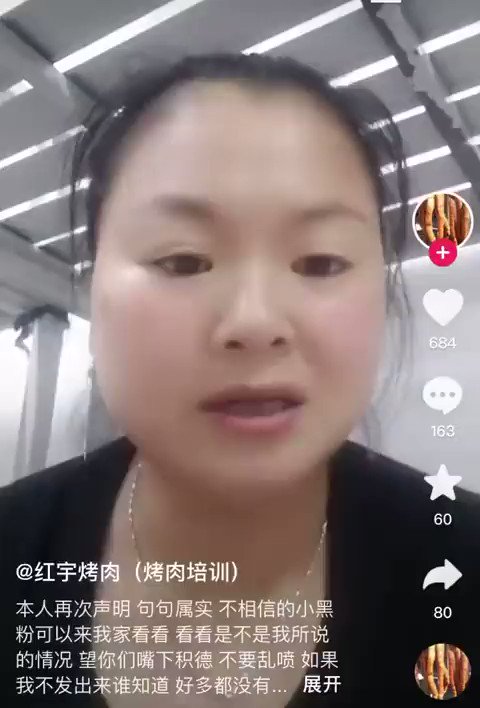 684
163
60
80
@红宇烤肉（烤肉培训）
本人再次声明 句句属实 不相信的小黑
粉可以来我家看看 看看是不是我所说
的情况 望你们嘴下积德 不要乱喷 如果
我不发出来谁知道 好多都没有... 展开